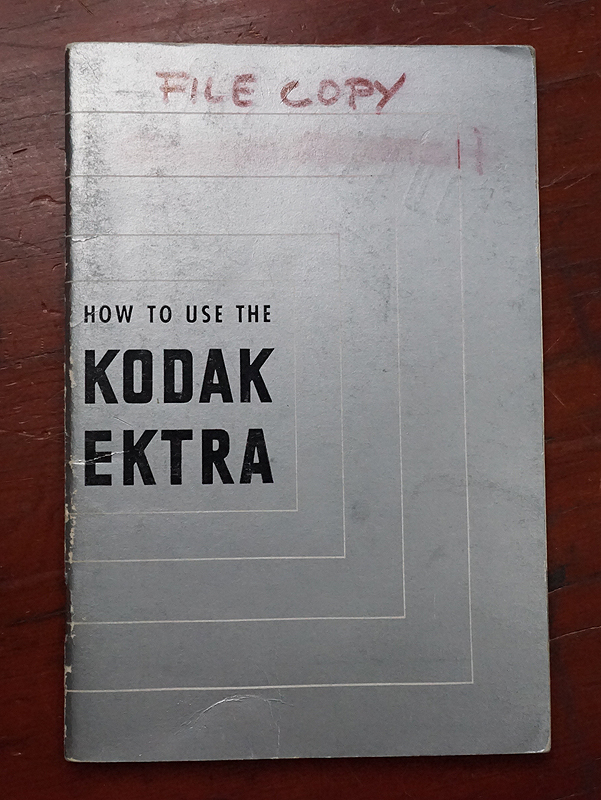 FILE COPY
HOW TO USE THE
KODAK
EKTRA